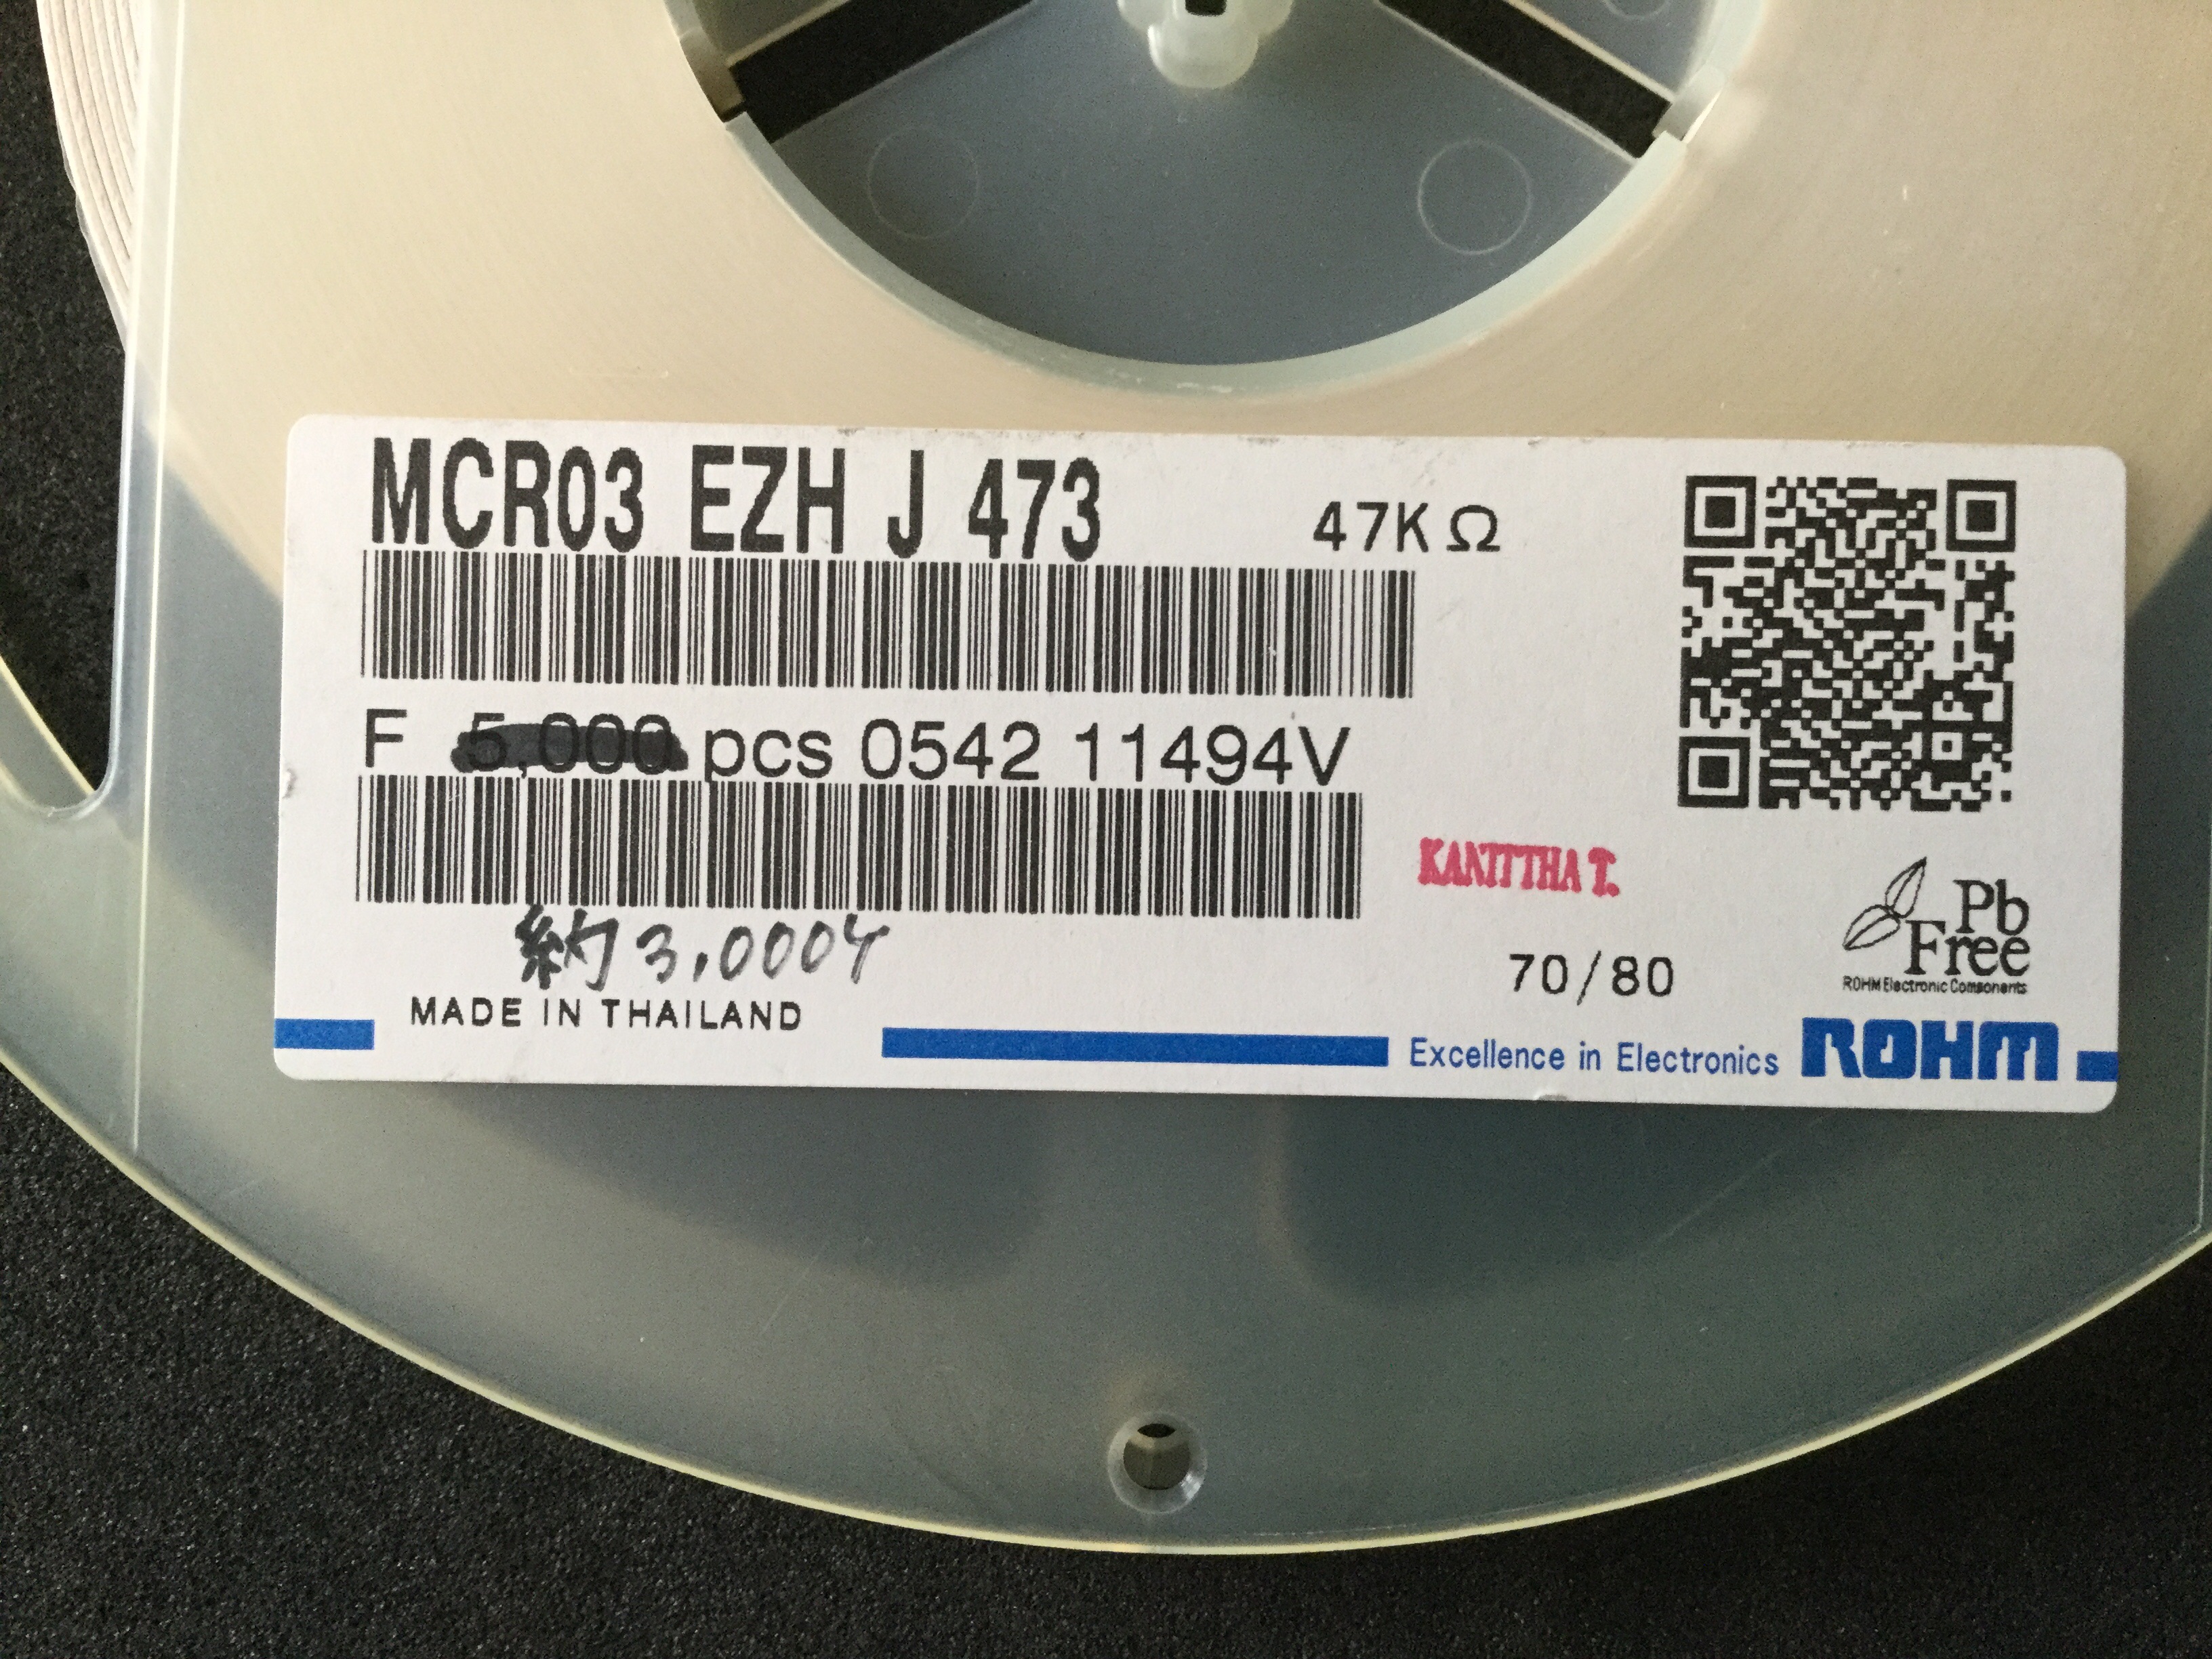 MCR03 EZH J 473 47KΩ
F 5,000 pcs 0542 11494V
KANITTHA T.
約3,000ケ
70/80
Pb
Free
ROHM Electronic Components
MADE IN THAILAND
Excellence in Electronics ROHM